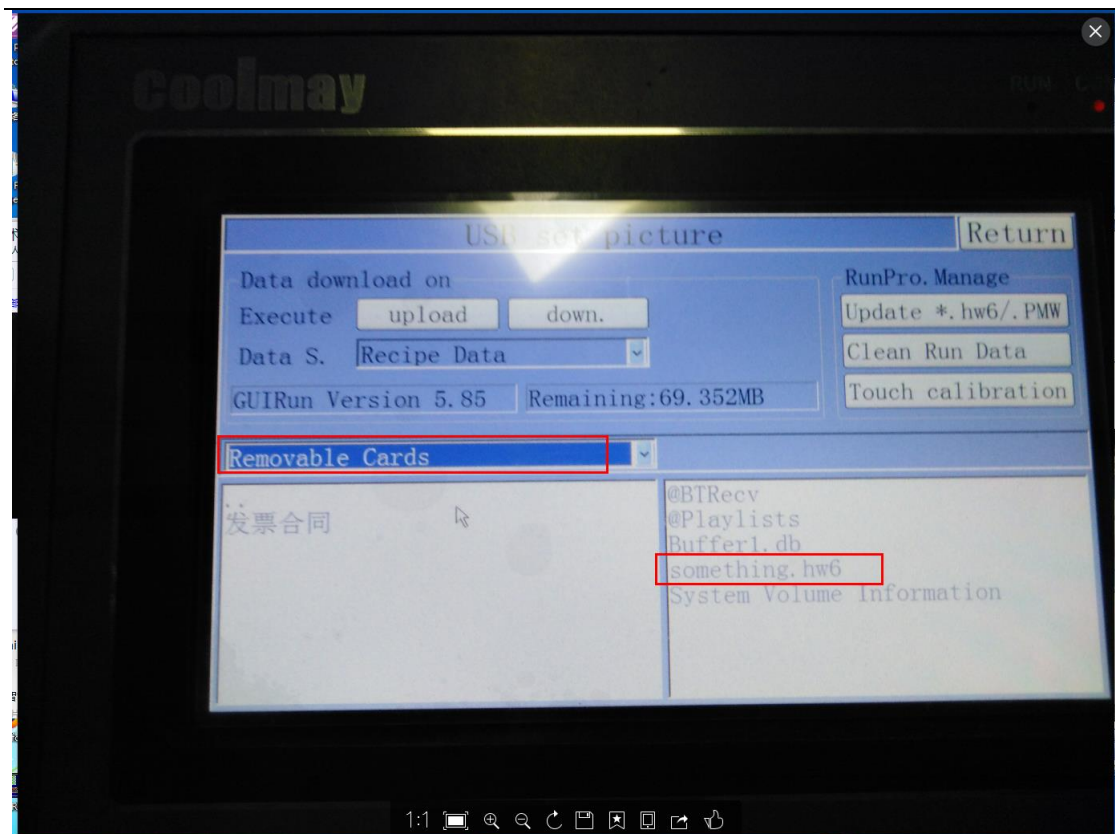 coolmay
RUN
USB set picture
Return
Data download on
RunPro.Manage
Execute
upload
down.
Update *.hw6/.PMW
Data S.
Recipe Data
Clean Run Data
GUIRun Version 5.85
Remaining:69.352MB
Touch calibration
Removable Cards
..
发票合同
@BTRecv
@Playlists
Buffer1.db
something.hw6
System Volume Information
1:1